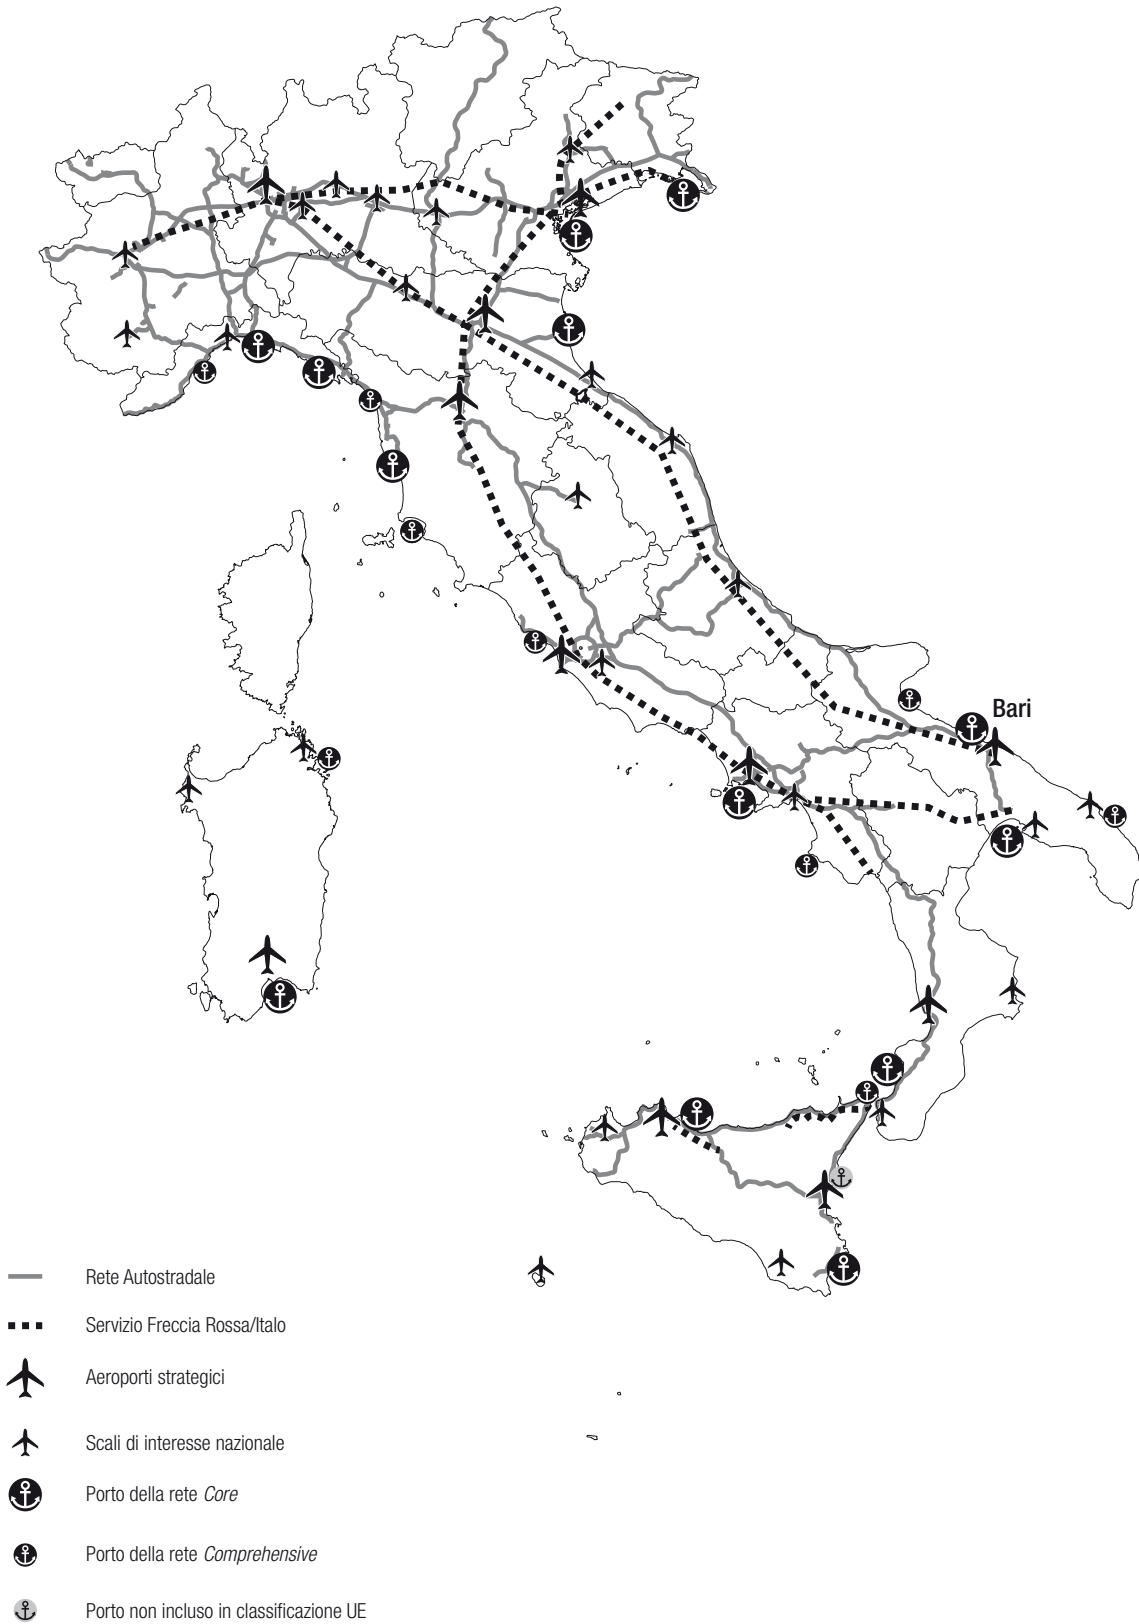 Bari
Rete Autostradale
Servizio Freccia Rossa/Italo
Aeroporti strategici
Scali di interesse nazionale
Porto della rete Core
Porto della rete Comprehensive
Porto non incluso in classificazione UE